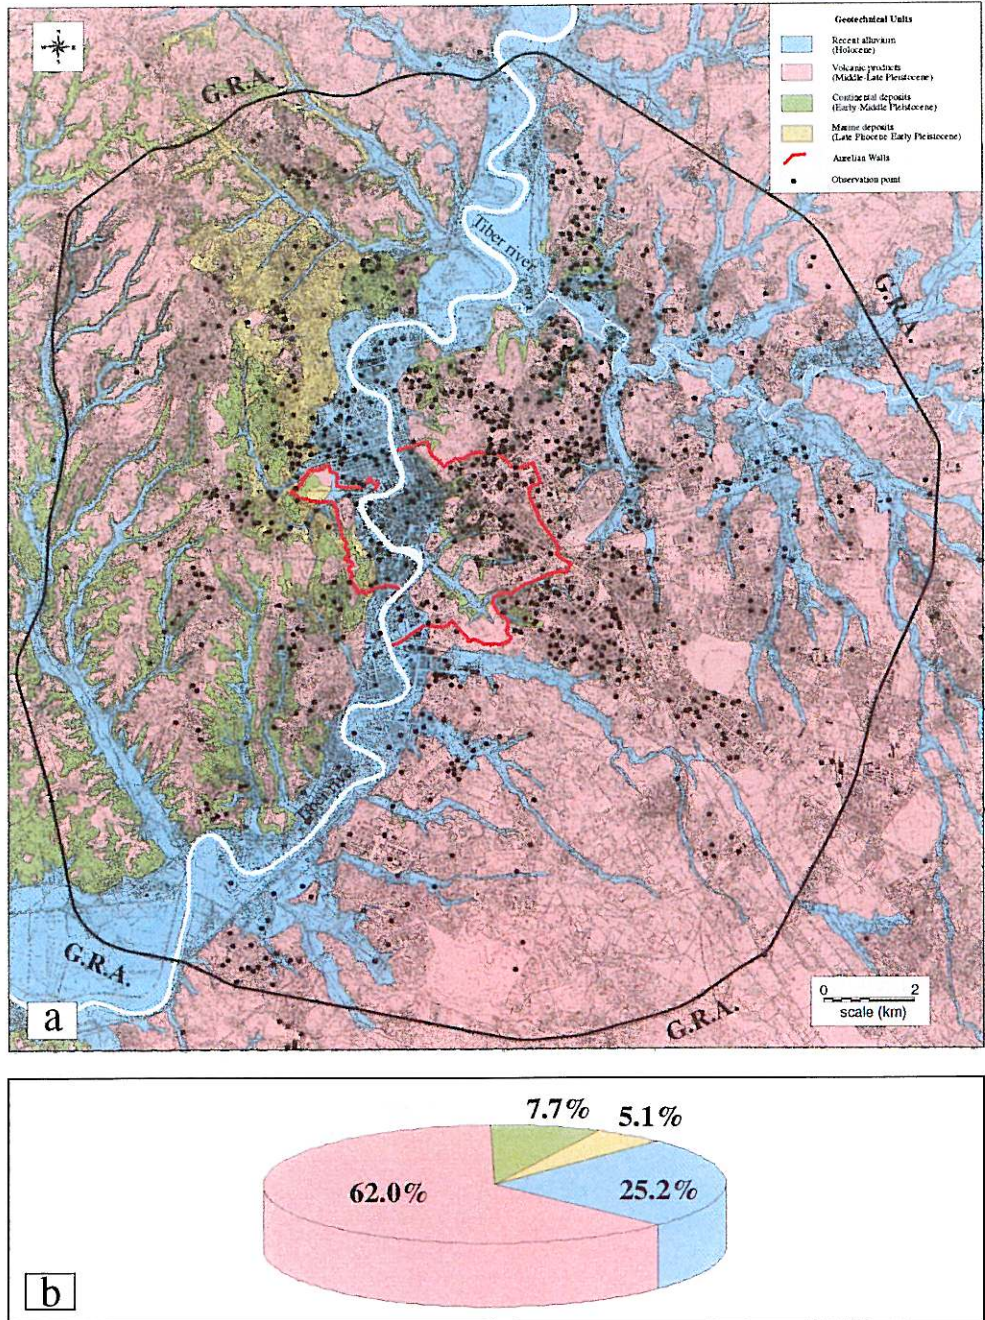 Geotechnical Units
Recent alluvium
(Holocene)
Volcanic products
(Middle-Late Pleistocene)
Continental deposits
(Early-Middle Pleistocene)
Marine deposits
(Late Pliocene-Early Pleistocene)
Aurelian Walls
Observation point
G.R.A.
Tiber river
G.R.A.
G.R.A.
G.R.A.
0 2
scale (km)
a
7.7%
5.1%
62.0%
25.2%
b